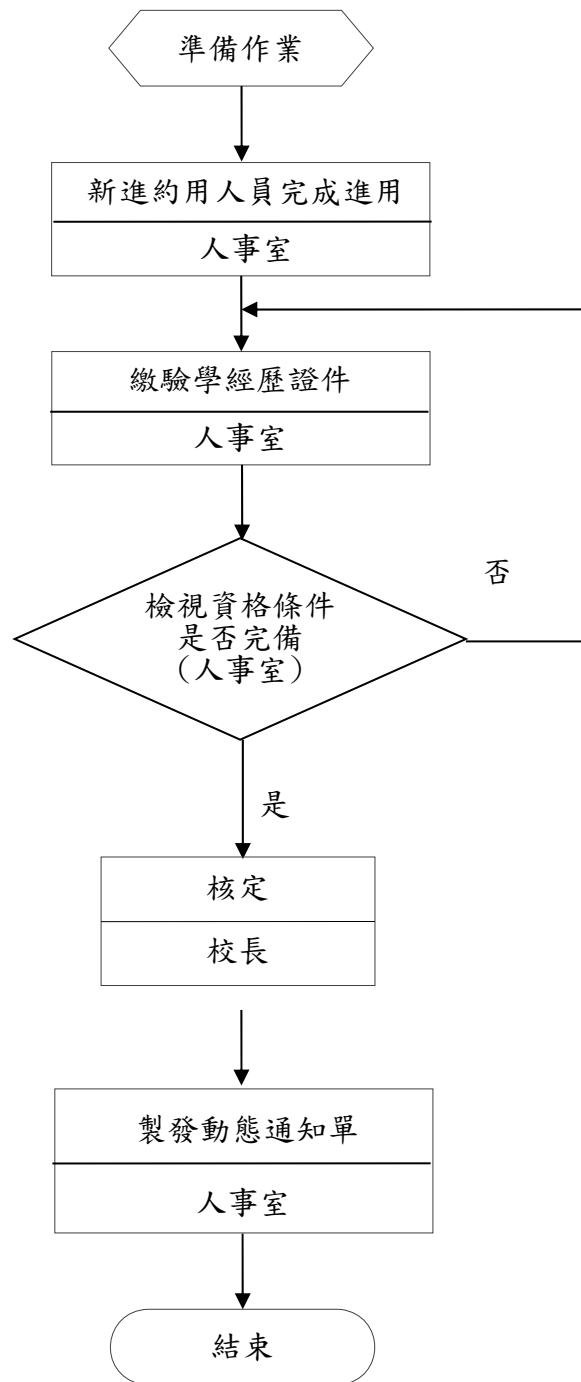 準備作業
新進約用人員完成進用
人事室
繳驗學經歷證件
人事室
檢視資格條件
是否完備
（人事室）
否
是
核定
校長
製發動態通知單
人事室
結束